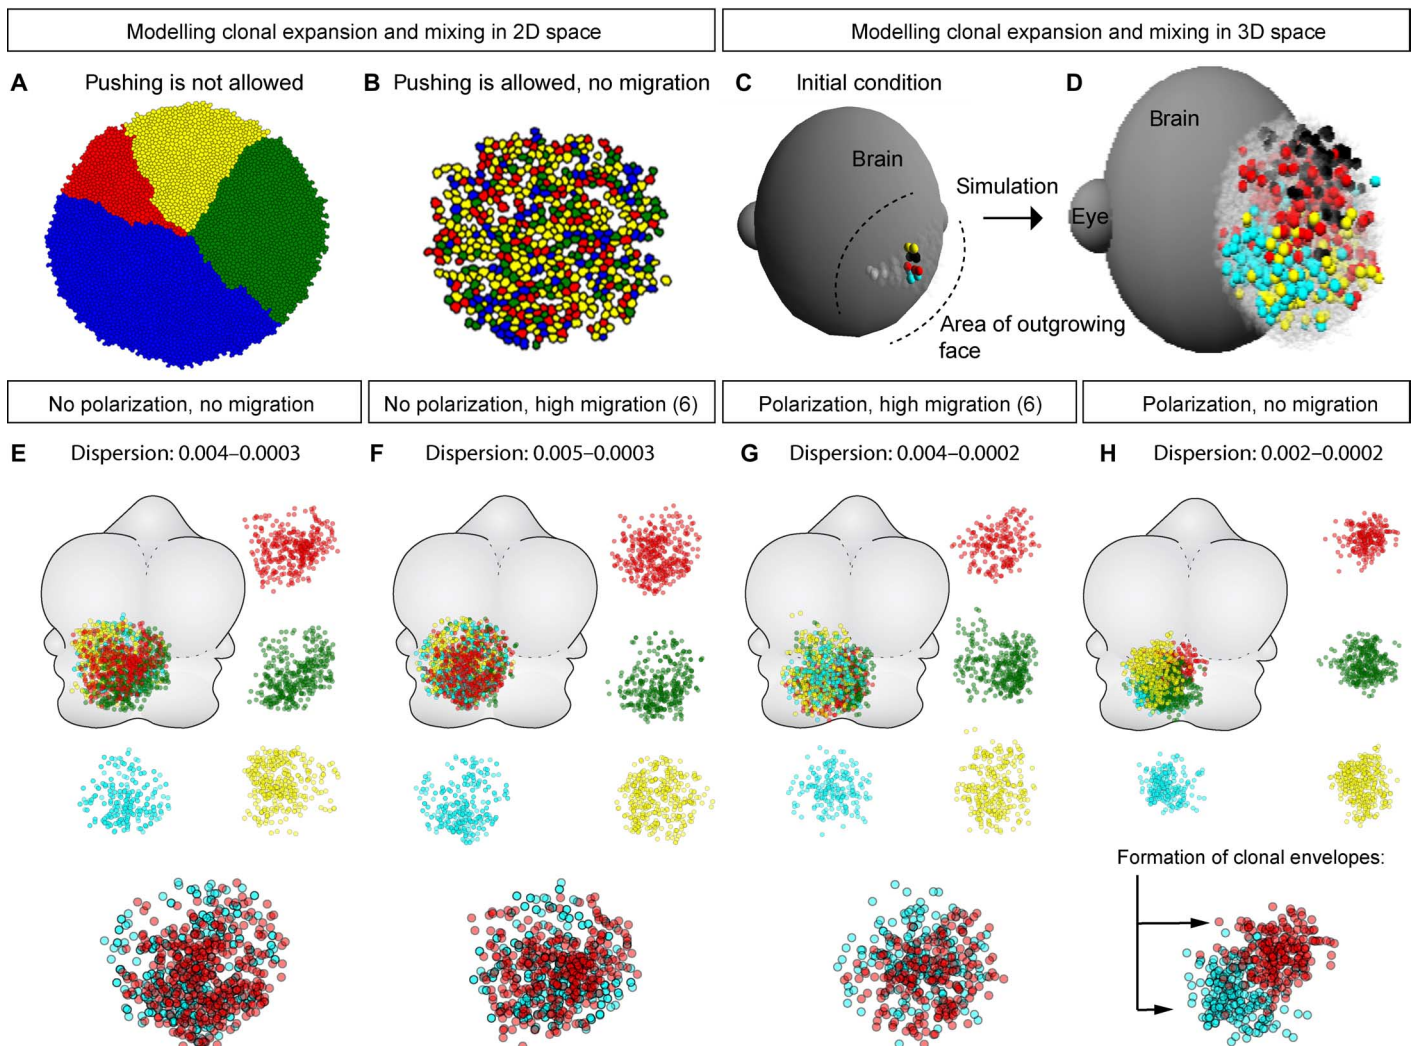 Modelling clonal expansion and mixing in 2D space
Modelling clonal expansion and mixing in 3D space
A Pushing is not allowed
B Pushing is allowed, no migration
C Initial condition
D
Brain
Simulation
Area of outgrowing
face
Brain
Eye
No polarization, no migration
No polarization, high migration (6)
Polarization, high migration (6)
Polarization, no migration
E Dispersion: 0.004–0.0003
F Dispersion: 0.005–0.0003
G Dispersion: 0.004–0.0002
H Dispersion: 0.002–0.0002
Formation of clonal envelopes: